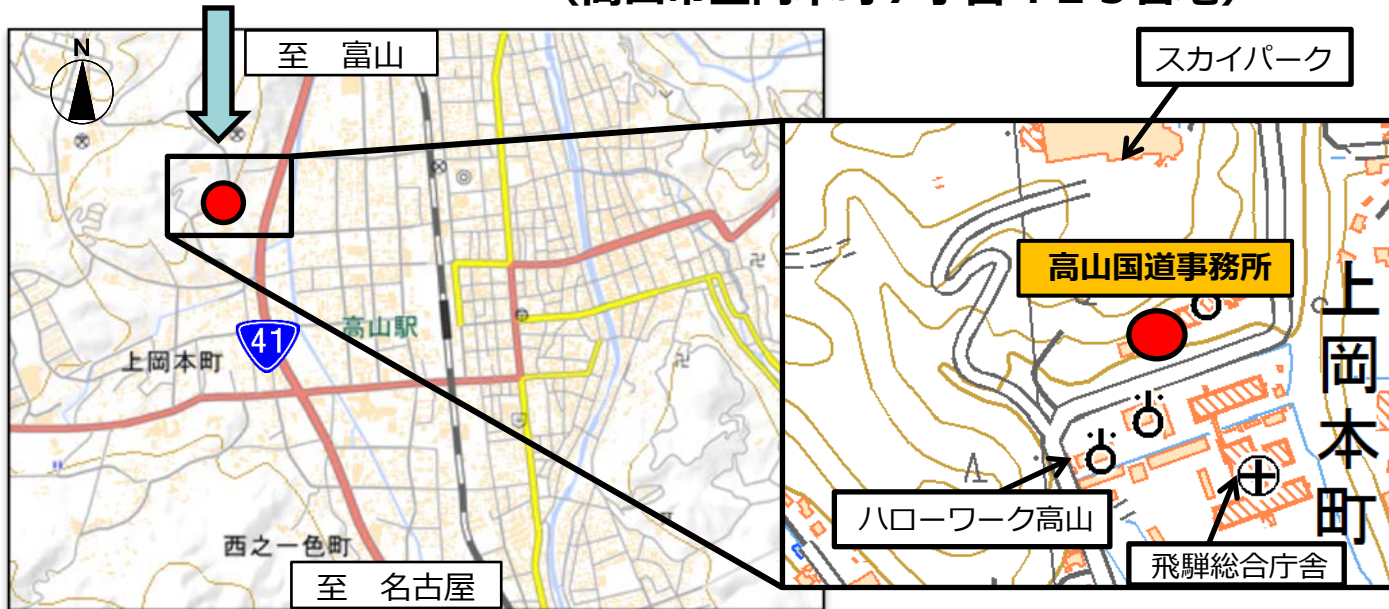 至 富山
スカイパーク
N
高山国道事務所
高山駅
41
上岡本町
上岡本町
ハローワーク高山
西之一色町
飛騨総合庁舎
至 名古屋